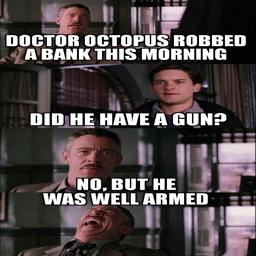 DOCTOR OCTOPUS ROBBED
A BANK THIS MORNING
DID HE HAVE A GUN?
NO, BUT HE
WAS WELL ARMED